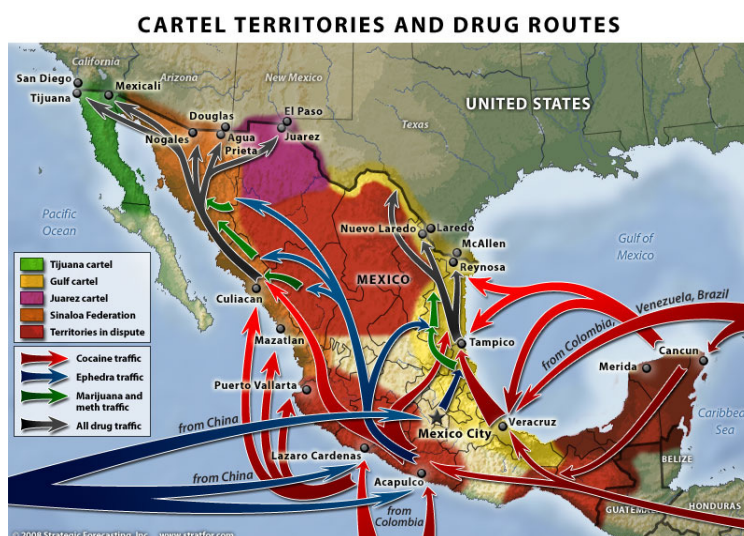 CARTEL TERRITORIES AND DRUG ROUTES
California
Arizona
New Mexico
San Diego
Tijuana
Mexicali
Douglas
El Paso
Nogales
Agua
Prieta
Juarez
UNITED STATES
Texas
Pacific
Ocean
Nuevo Laredo
Laredo
McAllen
Reynosa
Gulf of
Mexico
MEXICO
Tijuana cartel
Gulf cartel
Juarez cartel
Sinaloa Federation
Territories in dispute
Culiacan
Mazatlan
Tampico
from Colombia, Venezuela, Brazil
Cocaine traffic
Ephedra traffic
Marijuana and
meth traffic
All drug traffic
Puerto Vallarta
Merida
Cancun
from China
Mexico City
Veracruz
Caribbean
Sea
from China
Lazaro Cardenas
Acapulco
from
Colombia
BELIZE
GUATEMALA
HONDURAS
© 2008 Strategic Forecasting, Inc. www.stratfor.com